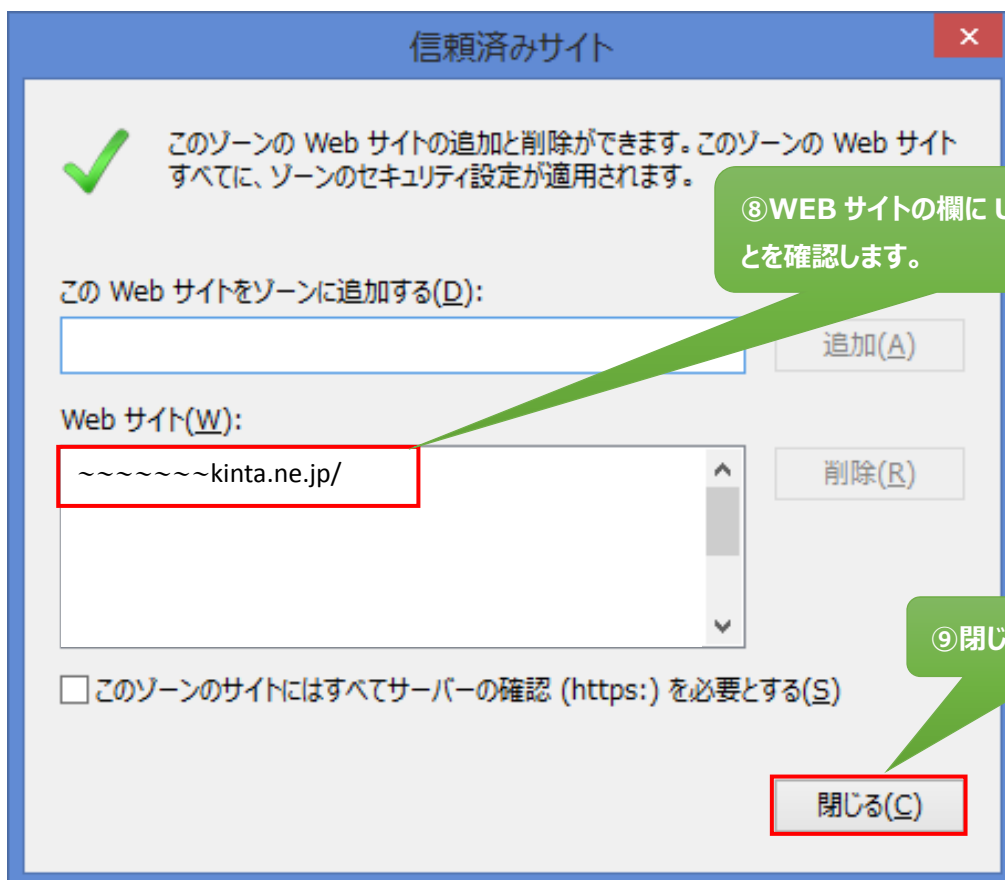 信頼済みサイト
×
このゾーンの Web サイトの追加と削除ができます。このゾーンの Web サイト
すべてに、ゾーンのセキュリティ設定が適用されます。
⑧WEB サイトの欄に U
とを確認します。
この Web サイトをゾーンに追加する(D):
追加(A)
Web サイト(W):
~~~~~~~kinta.ne.jp/
削除(R)
⑨閉じ
このゾーンのサイトにはすべてサーバーの確認 (https:) を必要とする(S)
閉じる(C)